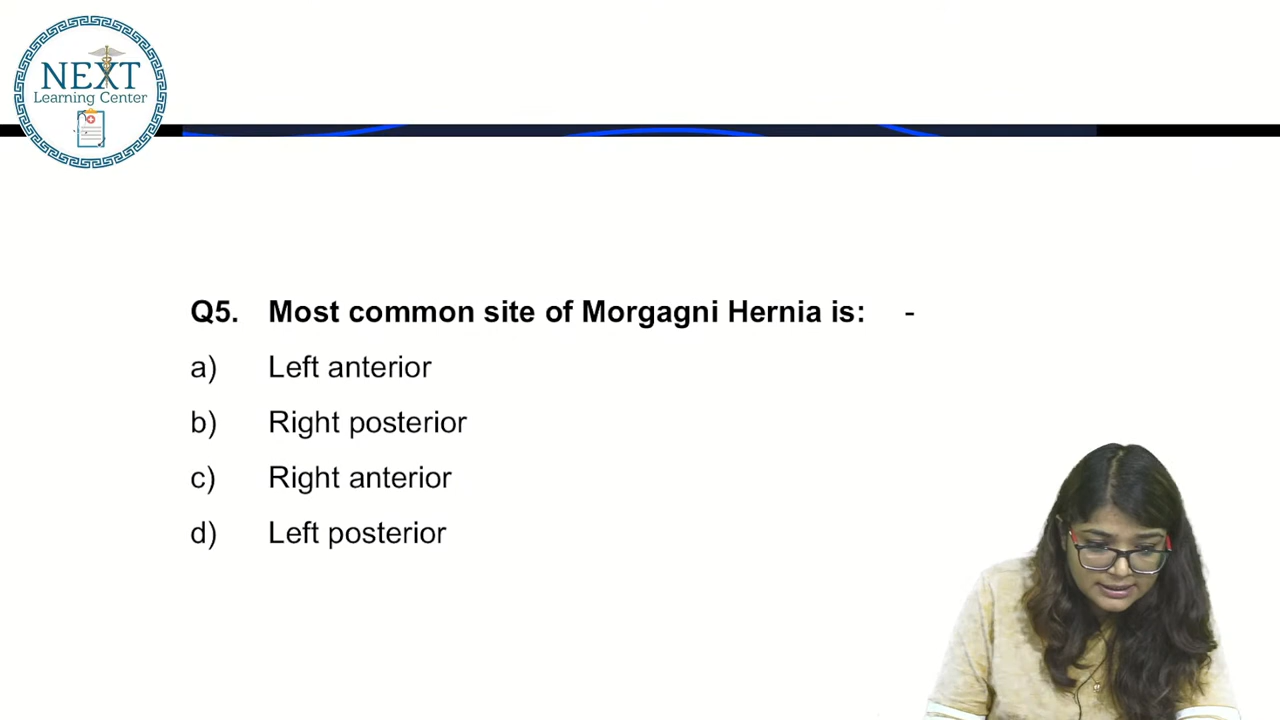 NEXT
Learning Center
Q5. Most common site of Morgagni Hernia is: -
a) Left anterior
b) Right posterior
c) Right anterior
d) Left posterior